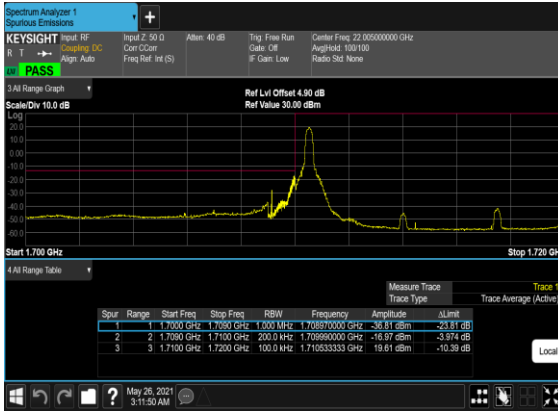 Spectrum Analyzer 1
Spurious Emissions
+
KEYSIGHT Input: RF Input Z: 50 Ω Atten: 40 dB Trig: Free Run Center Freq: 22.005000000 GHz
R T Coupling: DC Corr CCorr Gate: Off Avg|Hold: 100/100
Align: Auto Freq Ref: Int (S) IF Gain: Low Radio Std: None
PASS
3 All Range Graph Ref Lvl Offset 4.90 dB
Scale/Div 10.0 dB Ref Value 30.00 dBm
Log
20.0
10.0
0.00
-10.0
-20.0
-30.0
-40.0
-50.0
-60.0
Start 1.700 GHz Stop 1.720 GH
4 All Range Table
Measure Trace Trace 1
Trace Type Trace Average (Active)
Spur Range Start Freq Stop Freq RBW Frequency Amplitude ΔLimit
1 1 1.7000 GHz 1.7090 GHz 1.000 MHz 1.708970000 GHz -36.81 dBm -23.81 dB
2 2 1.7090 GHz 1.7100 GHz 200.0 kHz 1.709990000 GHz -16.97 dBm -3.974 dB
3 3 1.7100 GHz 1.7200 GHz 100.0 kHz 1.710533333 GHz 19.61 dBm -10.39 dB
Local
? May 26, 2021
3:11:50 AM